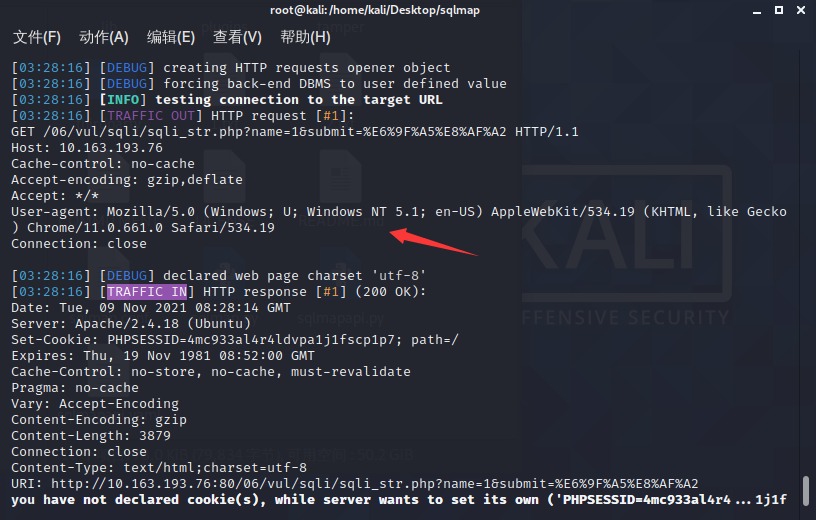 root@kali: /home/kali/Desktop/sqlmap
文件(F) 动作(A) 编辑(E) 查看(V) 帮助(H)
[03:28:16] [DEBUG] creating HTTP requests opener object
[03:28:16] [DEBUG] forcing back-end DBMS to user defined value
[03:28:16] [INFO] testing connection to the target URL
[03:28:16] [TRAFFIC OUT] HTTP request [#1]:
GET /06/vul/sqli/sqli_str.php?name=1&submit=%E6%9F%A5%E8%AF%A2 HTTP/1.1
Host: 10.163.193.76
Cache-control: no-cache
Accept-encoding: gzip,deflate
Accept: */*
User-agent: Mozilla/5.0 (Windows; U; Windows NT 5.1; en-US) AppleWebKit/534.19 (KHTML, like Gecko
) Chrome/11.0.661.0 Safari/534.19
Connection: close
[03:28:16] [DEBUG] declared web page charset 'utf-8'
[03:28:16] [TRAFFIC IN] HTTP response [#1] (200 OK):
Date: Tue, 09 Nov 2021 08:28:14 GMT
Server: Apache/2.4.18 (Ubuntu)
Set-Cookie: PHPSESSID=4mc933al4r4ldvpa1j1fscp1p7; path=/
Expires: Thu, 19 Nov 1981 08:52:00 GMT
Cache-Control: no-store, no-cache, must-revalidate
Pragma: no-cache
Vary: Accept-Encoding
Content-Encoding: gzip
Content-Length: 3879
Connection: close
Content-Type: text/html;charset=utf-8
URI: http://10.163.193.76:80/06/vul/sqli/sqli_str.php?name=1&submit=%E6%9F%A5%E8%AF%A2
you have not declared cookie(s), while server wants to set its own ('PHPSESSID=4mc933al4r4...1j1f
KALI
OFFENSIVE SECURITY